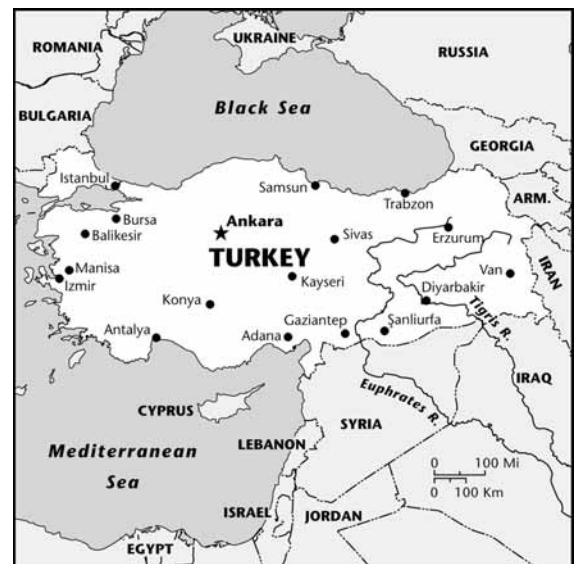 ROMANIA
UKRAINE
RUSSIA
BULGARIA
Black Sea
GEORGIA
Istanbul
Samsun
Trabzon
ARM.
Bursa
Ankara
Balikesir
Sivas
Erzurum
TURKEY
IRAN
Manisa
Izmir
Kayseri
Van
Konya
Diyarbakir
Tigris R.
Antalya
Adana
Gaziantep
Şanliurfa
IRAQ
Euphrates R.
CYPRUS
SYRIA
Mediterranean
Sea
LEBANON
0 100 Mi
0 100 Km
ISRAEL
JORDAN
EGYPT